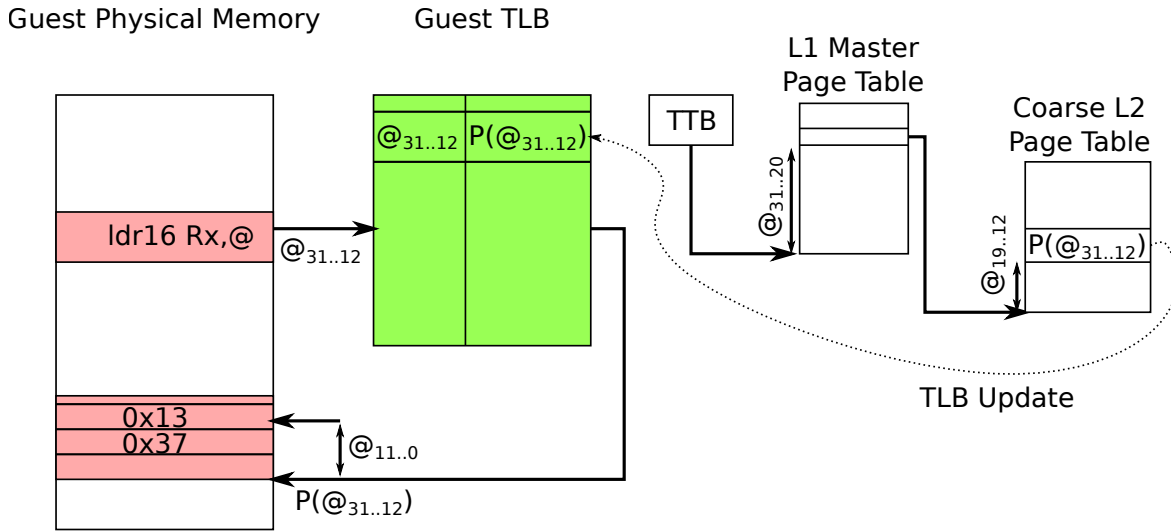 Guest Physical Memory
Guest TLB
L1 Master
Page Table
Coarse L2
Page Table
TTB
@31..12
P(@31..12)
@31..20
ldr16 Rx,@
@31..12
@19..12
P(@31..12)
0x13
0x37
@11..0
P(@31..12)
TLB Update